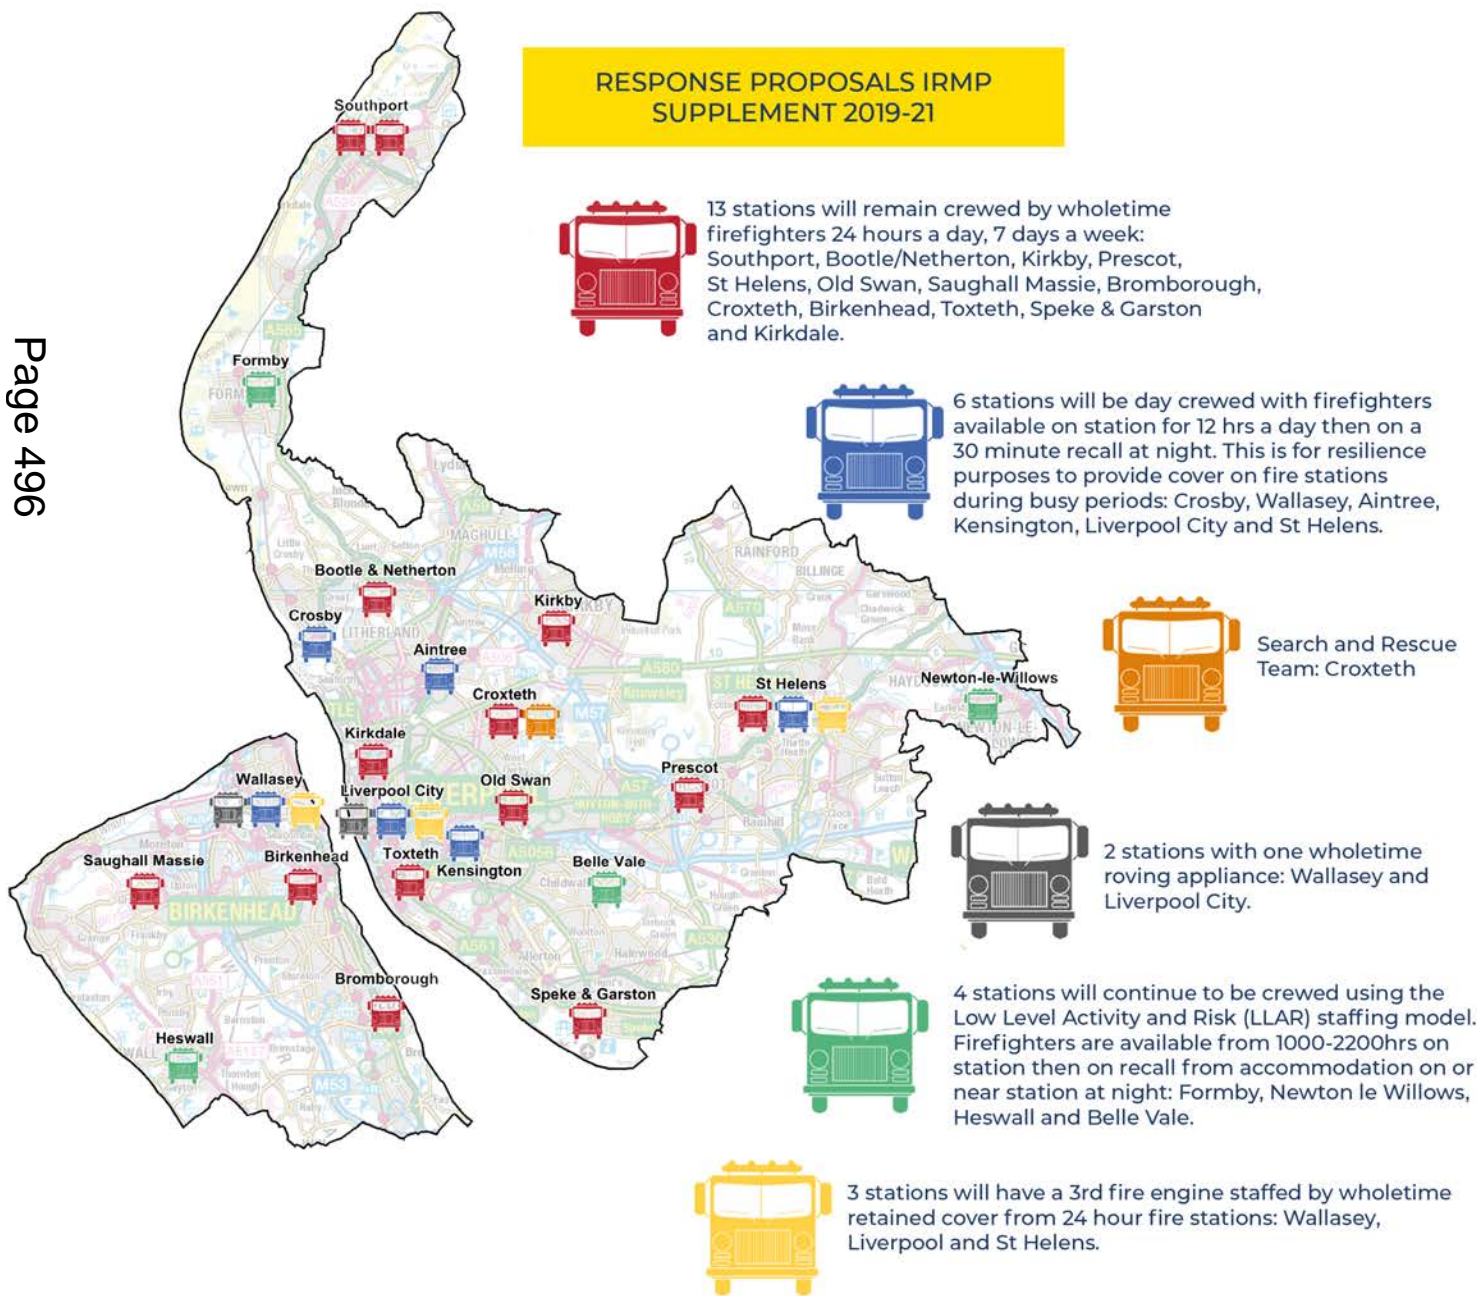 Page 496
RESPONSE PROPOSALS IRMP
SUPPLEMENT 2019-21
13 stations will remain crewed by wholetime
firefighters 24 hours a day, 7 days a week:
Southport, Bootle/Netherton, Kirkby, Prescot,
St Helens, Old Swan, Saughall Massie, Bromborough,
Croxteth, Birkenhead, Toxteth, Speke & Garston
and Kirkdale.
6 stations will be day crewed with firefighters
available on station for 12 hrs a day then on a
30 minute recall at night. This is for resilience
purposes to provide cover on fire stations
during busy periods: Crosby, Wallasey, Aintree,
Kensington, Liverpool City and St Helens.
Search and Rescue
Team: Croxteth
2 stations with one wholetime
roving appliance: Wallasey and
Liverpool City.
4 stations will continue to be crewed using the
Low Level Activity and Risk (LLAR) staffing model.
Firefighters are available from 1000-2200hrs on
station then on recall from accommodation on or
near station at night: Formby, Newton le Willows,
Heswall and Belle Vale.
3 stations will have a 3rd fire engine staffed by wholetime
retained cover from 24 hour fire stations: Wallasey,
Liverpool and St Helens.
Southport
Formby
Bootle & Netherton
Crosby
Kirkby
Aintree
Croxteth
St Helens
Newton-le-Willows
Kirkdale
Prescot
Wallasey
Liverpool City
Old Swan
Saughall Massie
Birkenhead
Toxteth
Kensington
Belle Vale
Bromborough
Speke & Garston
Heswall
A565
MAGHULL
M58
RAINFORD
BILLINGE
LITHERLAND
A570
A580
Knowsley
M57
A5058
BIRKENHEAD
A561
M53